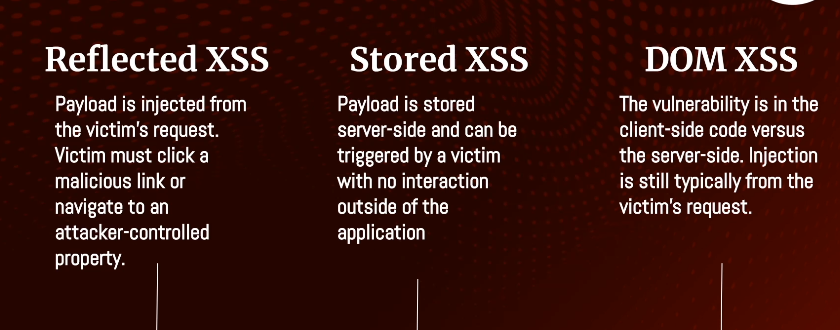 Reflected XSS
Payload is injected from
the victim's request.
Victim must click a
malicious link or
navigate to an
attacker-controlled
property.
Stored XSS
Payload is stored
server-side and can be
triggered by a victim
with no interaction
outside of the
application
DOM XSS
The vulnerability is in the
client-side code versus
the server-side. Injection
is still typically from the
victim's request.